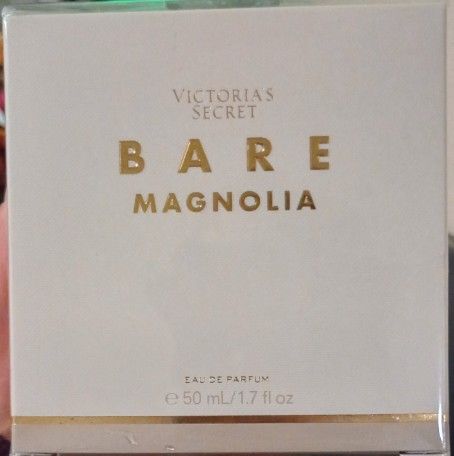 VICTORIA'S
SECRET
BARE
MAGNOLIA
EAU DE PARFUM
℮ 50 mL/1.7 fl oz